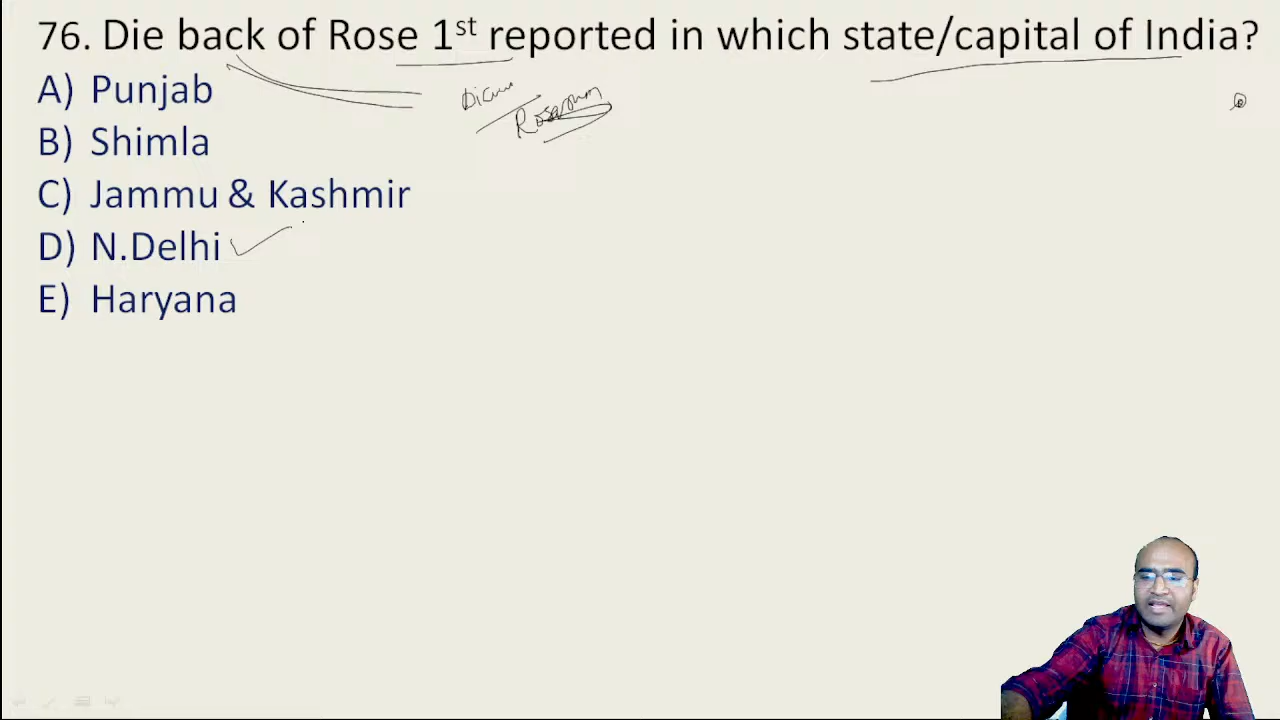 76. Die back of Rose 1st reported in which state/capital of India?
A) Punjab
B) Shimla
C) Jammu & Kashmir
D) N.Delhi
E) Haryana
Rosarum